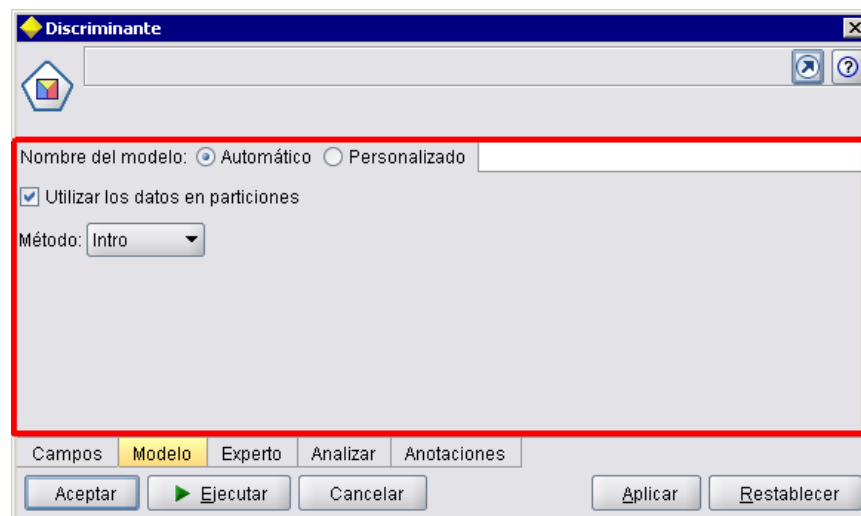 Discriminante
Nombre del modelo: Automático Personalizado
Utilizar los datos en particiones
Método: Intro
Campos Modelo Experto Analizar Anotaciones
Aceptar Ejecutar Cancelar Aplicar Restablecer